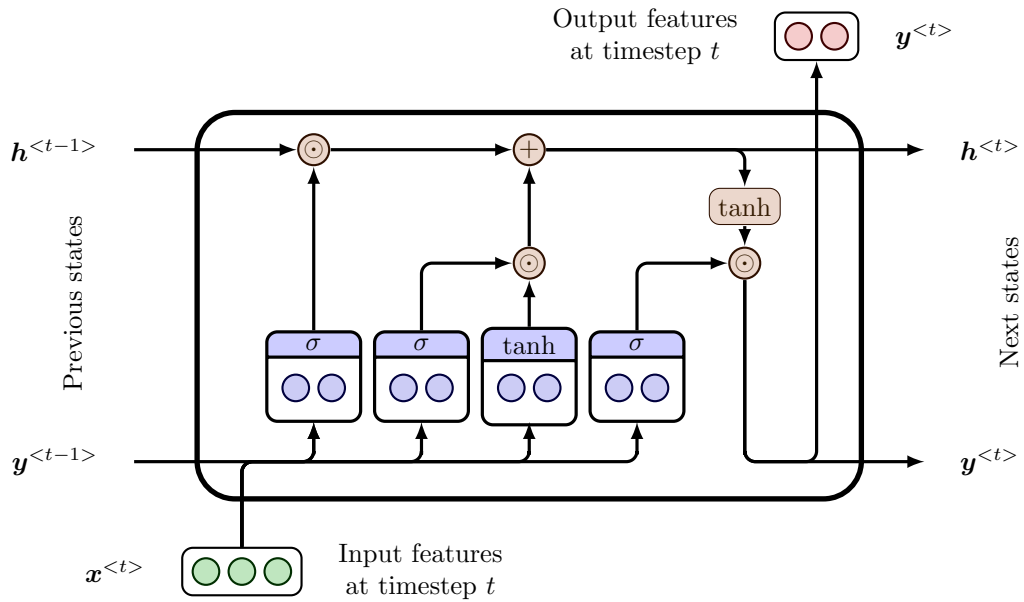 Output features
at timestep t
y<t>
h<t−1>
⊙
+
h<t>
tanh
Previous states
⊙
⊙
Next states
σ
σ
tanh
σ
y<t−1>
y<t>
x<t>
Input features
at timestep t